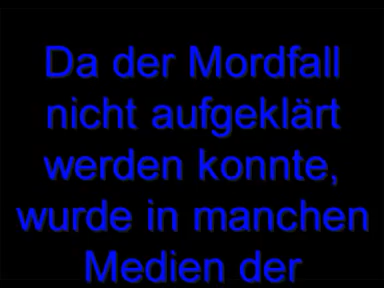 Da der Mordfall
nicht aufgeklärt
werden konnte,
wurde in manchen
Medien der